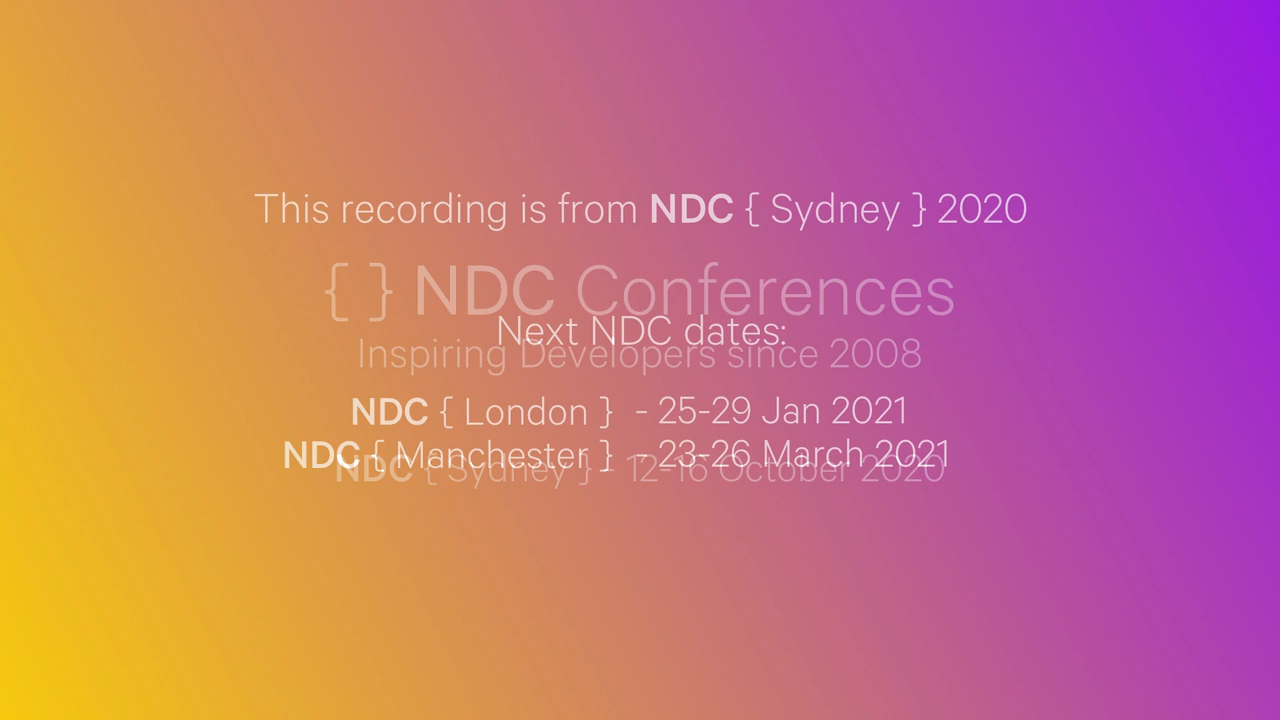 This recording is from NDC { Sydney } 2020
{ } NDC Conferences
Next NDC dates:
Inspiring Developers since 2008
NDC { London } - 25-29 Jan 2021
NDC { Manchester } - 23-26 March 2021
NDC { Sydney } - 12-16 October 2020